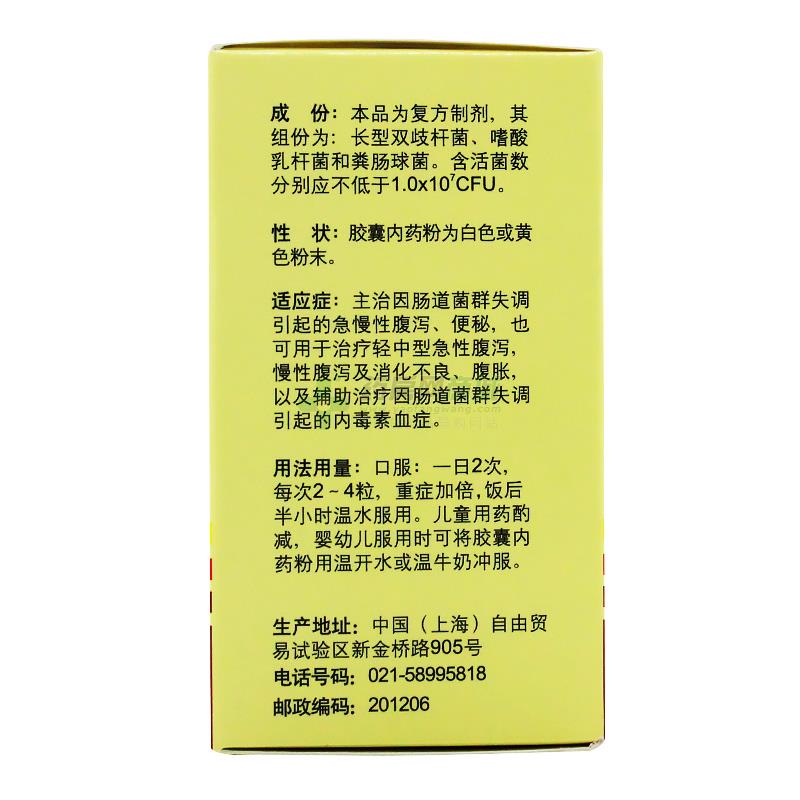 成　份：本品为复方制剂，其
组份为：长型双歧杆菌、嗜酸
乳杆菌和粪肠球菌。含活菌数
分别应不低于1.0x10⁷CFU。
性　状：胶囊内药粉为白色或黄
色粉末。
适应症：主治因肠道菌群失调
引起的急慢性腹泻、便秘，也
可用于治疗轻中型急性腹泻，
慢性腹泻及消化不良、腹胀，
以及辅助治疗因肠道菌群失调
引起的内毒素血症。
用法用量：口服：一日2次，
每次2～4粒，重症加倍，饭后
半小时温水服用。儿童用药酌
减，婴幼儿服用时可将胶囊内
药粉用温开水或温牛奶冲服。
生产地址：中国（上海）自由贸
易试验区新金桥路905号
电话号码：021-58995818
邮政编码：201206